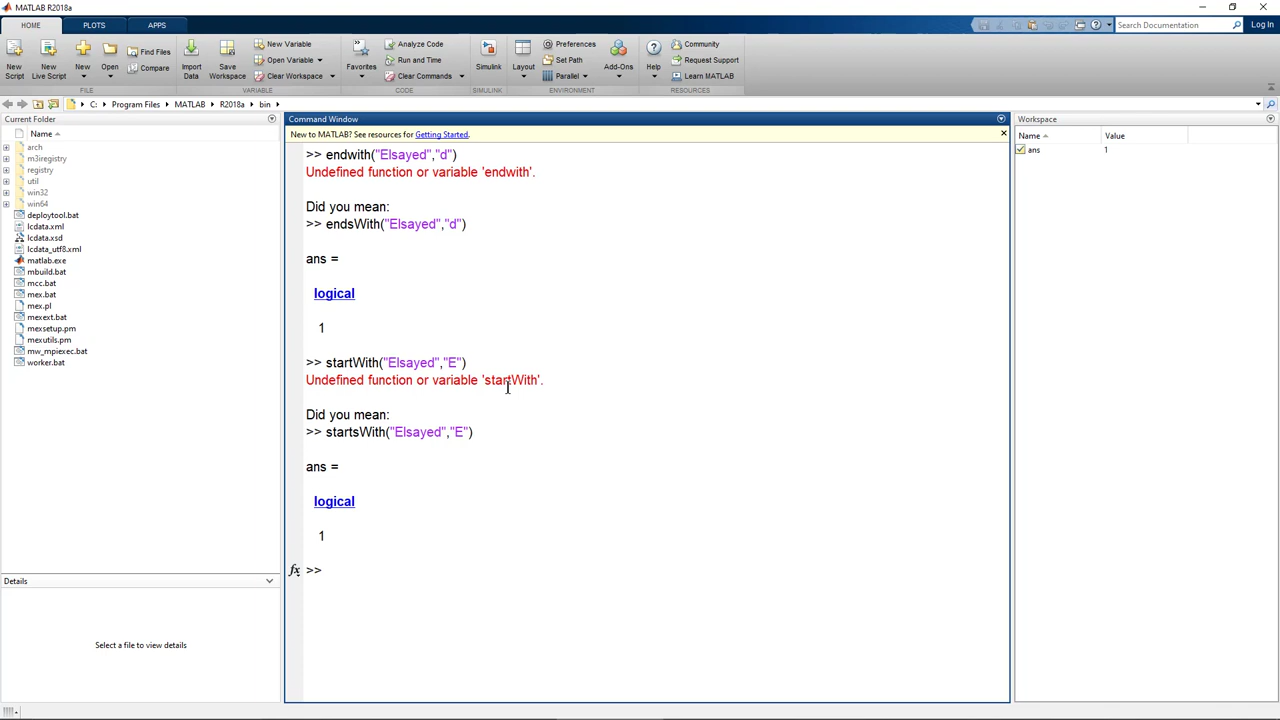 MATLAB R2018a
HOME
PLOTS
APPS
Search Documentation
Log In
New Script
New Live Script
New
Open
Find Files
Compare
Import Data
Save Workspace
New Variable
Open Variable
Clear Workspace
Favorites
Analyze Code
Run and Time
Clear Commands
Simulink
Layout
Preferences
Set Path
Parallel
Add-Ons
Help
Community
Request Support
Learn MATLAB
FILE
VARIABLE
CODE
SIMULINK
ENVIRONMENT
RESOURCES
C: Program Files MATLAB R2018a bin
Current Folder
Name
arch
m3iregistry
registry
util
win32
win64
deploytool.bat
lcdata.xml
lcdata.xsd
lcdata_utf8.xml
matlab.exe
mbuild.bat
mcc.bat
mex.bat
mex.pl
mexext.bat
mexsetup.pm
mexutils.pm
mw_mpiexec.bat
worker.bat
Details
Select a file to view details
Command Window
New to MATLAB? See resources for Getting Started.
>> endwith("Elsayed","d")
Undefined function or variable 'endwith'.
Did you mean:
>> endsWith("Elsayed","d")
ans =
logical
1
>> startWith("Elsayed","E")
Undefined function or variable 'startWith'.
Did you mean:
>> startsWith("Elsayed","E")
ans =
logical
1
fx >>
Workspace
Name Value
ans 1